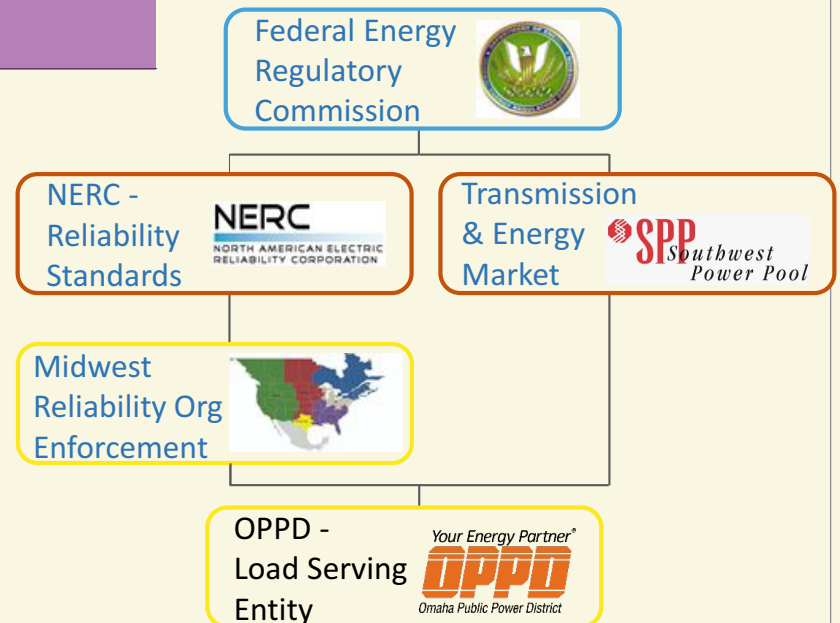 Federal Energy
Regulatory
Commission
NERC -
Reliability
Standards
NERC
NORTH AMERICAN ELECTRIC
RELIABILITY CORPORATION
Transmission
& Energy
Market
SPP
Southwest
Power Pool
Midwest
Reliability Org
Enforcement
OPPD -
Load Serving
Entity
Your Energy Partner®
OPPD
Omaha Public Power District